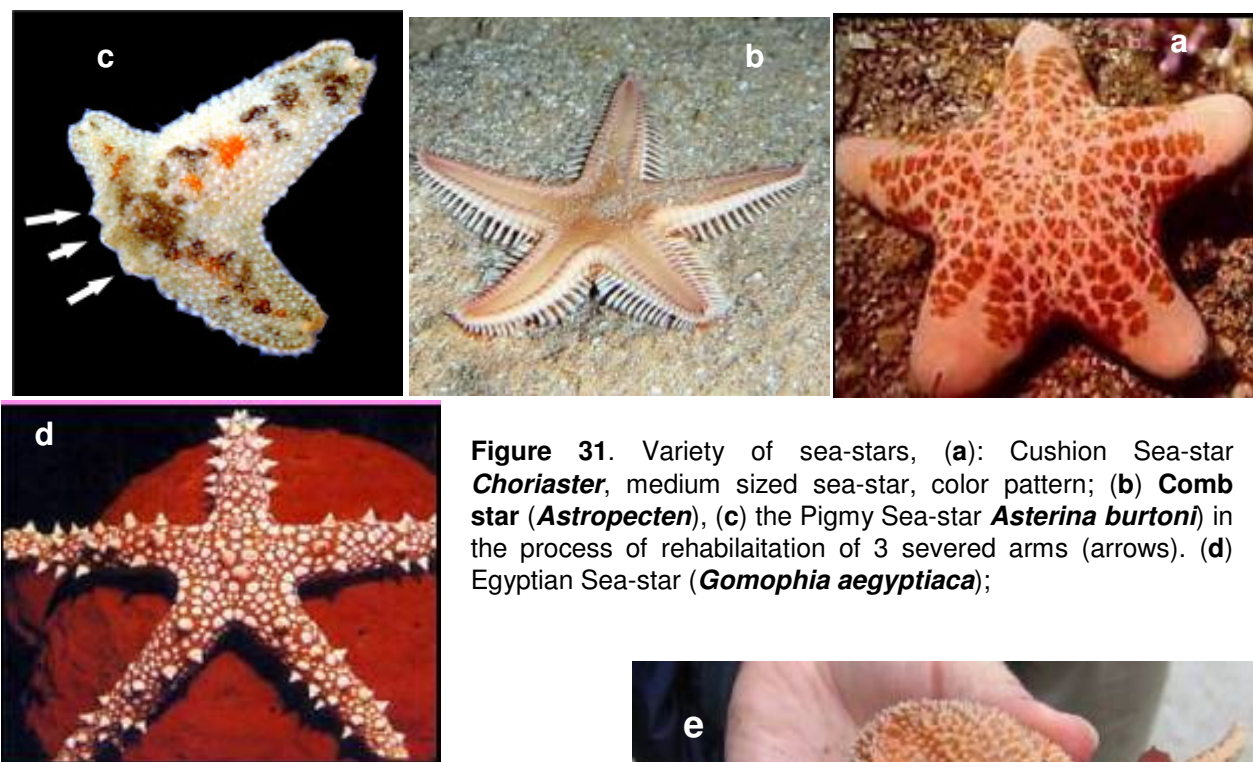 c
b
a
d
Figure 31. Variety of sea-stars, (a): Cushion Sea-star
Choriaster, medium sized sea-star, color pattern; (b) Comb
star (Astropecten), (c) the Pigmy Sea-star Asterina burtoni) in
the process of rehabilaitation of 3 severed arms (arrows). (d)
Egyptian Sea-star (Gomophia aegyptiaca);
e